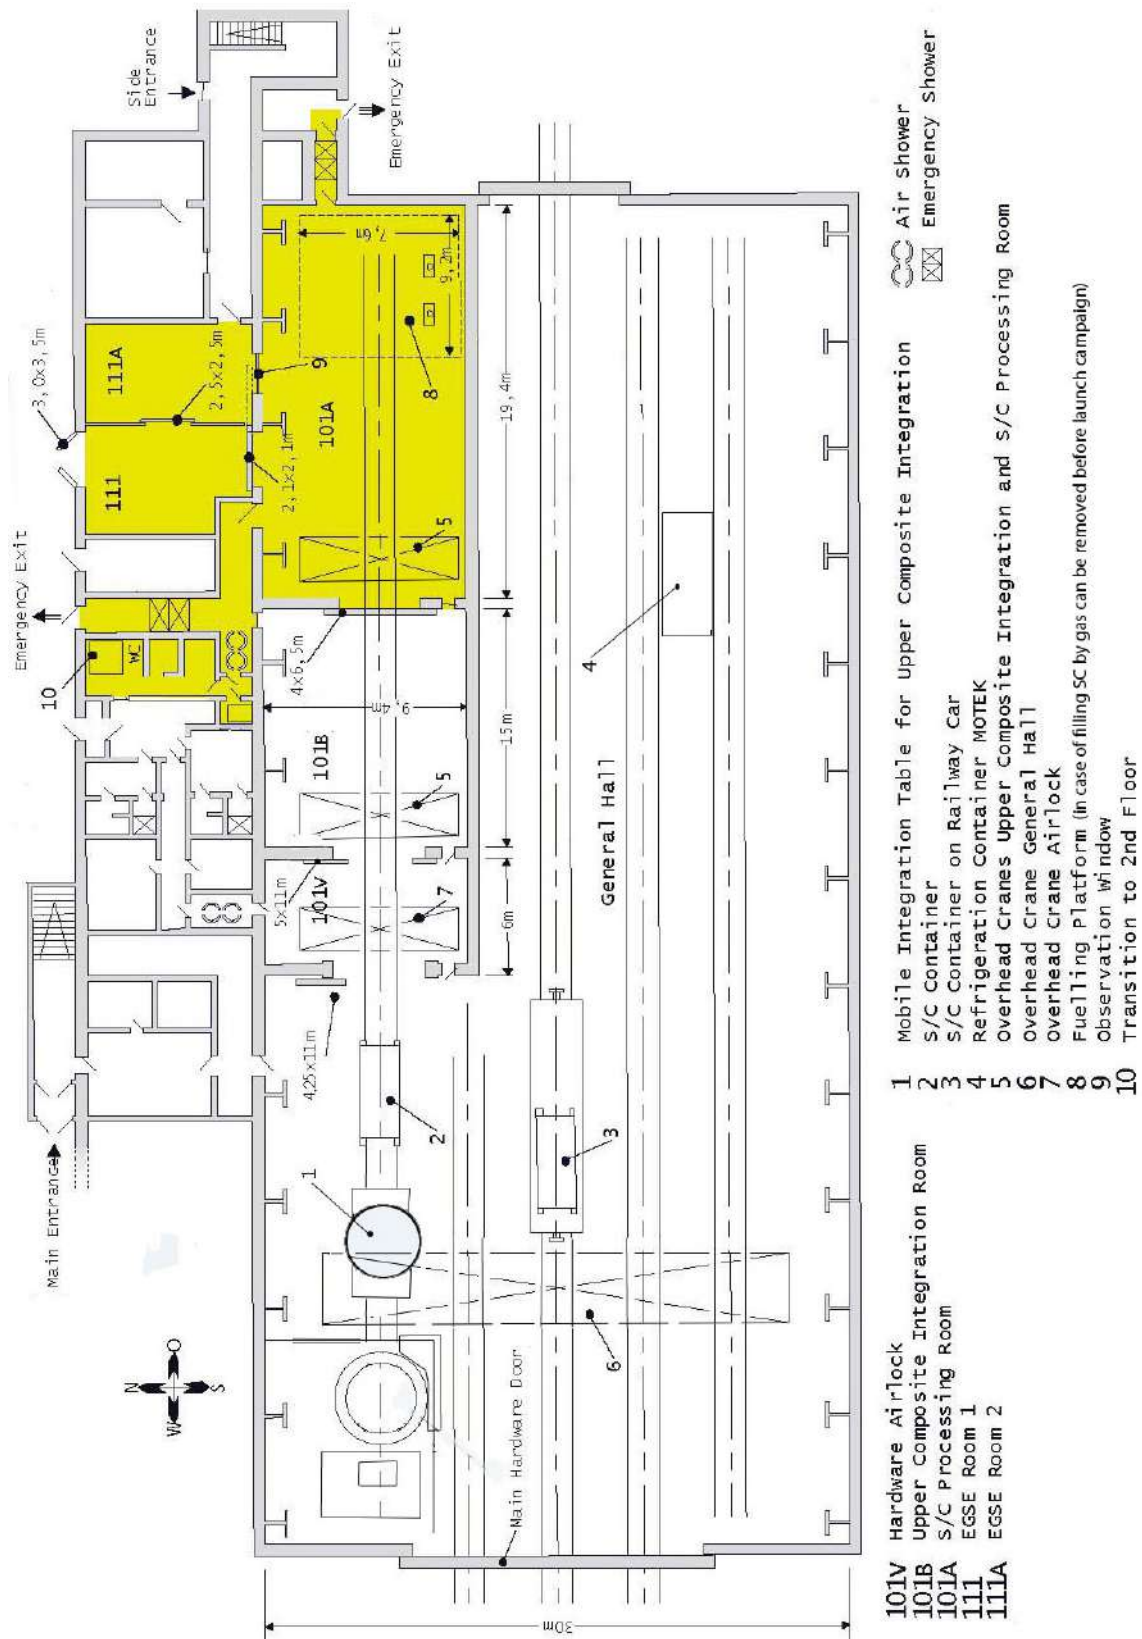 Side
Entrance
Emergency Exit
Emergency Exit
Main Entrance
3,0x3,5m
111A
2,5x2,5m
111
2,1x2,1m
9
101A
7,6m
9,2m
8
19,4m
5
10
WC
4x6,5m
9,4m
101B
15m
5
5x11m
101V
7
6m
4,25x11m
2
1
3
4
General Hall
6
Main Hardware Door
30m
N
O
S
W
101V Hardware Airlock
101B Upper Composite Integration Room
101A S/C Processing Room
111 EGSE Room 1
111A EGSE Room 2
1 Mobile Integration Table for Upper Composite Integration
2 S/C Container
3 S/C Container on Railway Car
4 Refrigeration Container MOTEK
5 Overhead Cranes Upper Composite Integration and S/C Processing Room
6 Overhead Crane General Hall
7 Overhead Crane Airlock
8 Fuelling Platform (in case of filling SC by gas can be removed before launch campaign)
9 Observation Window
10 Transition to 2nd Floor
Air Shower
Emergency Shower